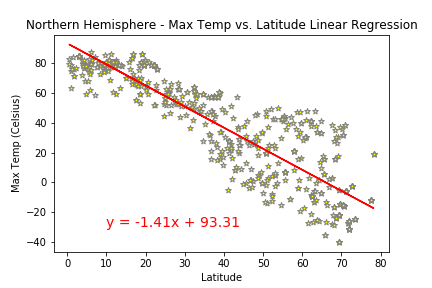 Northern Hemisphere - Max Temp vs. Latitude Linear Regression
80
60
40
20
0
−20
−40
Max Temp (Celsius)
y = -1.41x + 93.31
0 10 20 30 40 50 60 70 80
Latitude